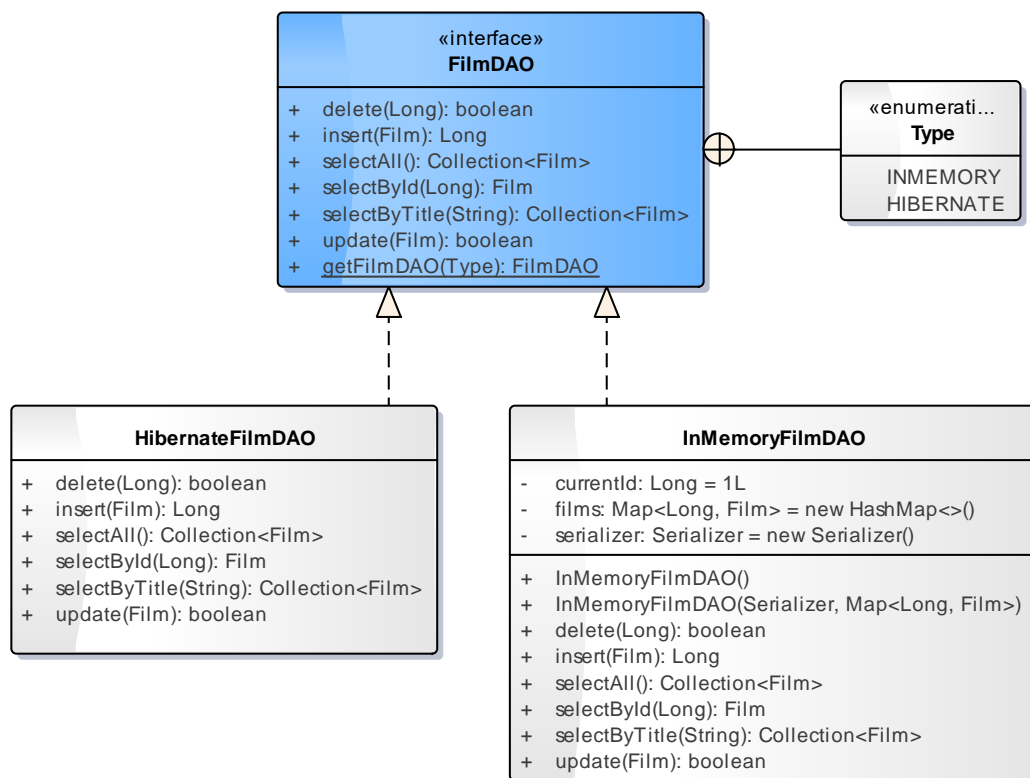 «interface»
FilmDAO
+ delete(Long): boolean
+ insert(Film): Long
+ selectAll(): Collection<Film>
+ selectById(Long): Film
+ selectByTitle(String): Collection<Film>
+ update(Film): boolean
+ getFilmDAO(Type): FilmDAO
«enumerati...
Type
INMEMORY
HIBERNATE
HibernateFilmDAO
+ delete(Long): boolean
+ insert(Film): Long
+ selectAll(): Collection<Film>
+ selectById(Long): Film
+ selectByTitle(String): Collection<Film>
+ update(Film): boolean
InMemoryFilmDAO
- currentId: Long = 1L
- films: Map<Long, Film> = new HashMap<>()
- serializer: Serializer = new Serializer()
+ InMemoryFilmDAO()
+ InMemoryFilmDAO(Serializer, Map<Long, Film>)
+ delete(Long): boolean
+ insert(Film): Long
+ selectAll(): Collection<Film>
+ selectById(Long): Film
+ selectByTitle(String): Collection<Film>
+ update(Film): boolean